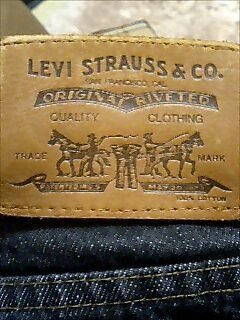 LEVI STRAUSS & CO.
SAN FRANCISCO CAL
ORIGINAL RIVETED
QUALITY CLOTHING
TRADE MARK
100% COTTON